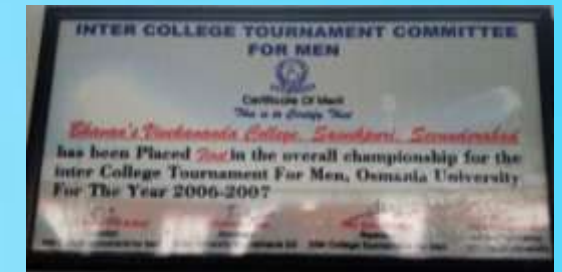 INTER COLLEGE TOURNAMENT COMMITTEE
FOR MEN
Certificate Of Merit
This is to Certify That
Bhavan's Vivekananda College, Sainikpuri, Secunderabad
has been Placed First in the overall championship for the
inter College Tournament For Men, Osmania University
For The Year 2006-2007